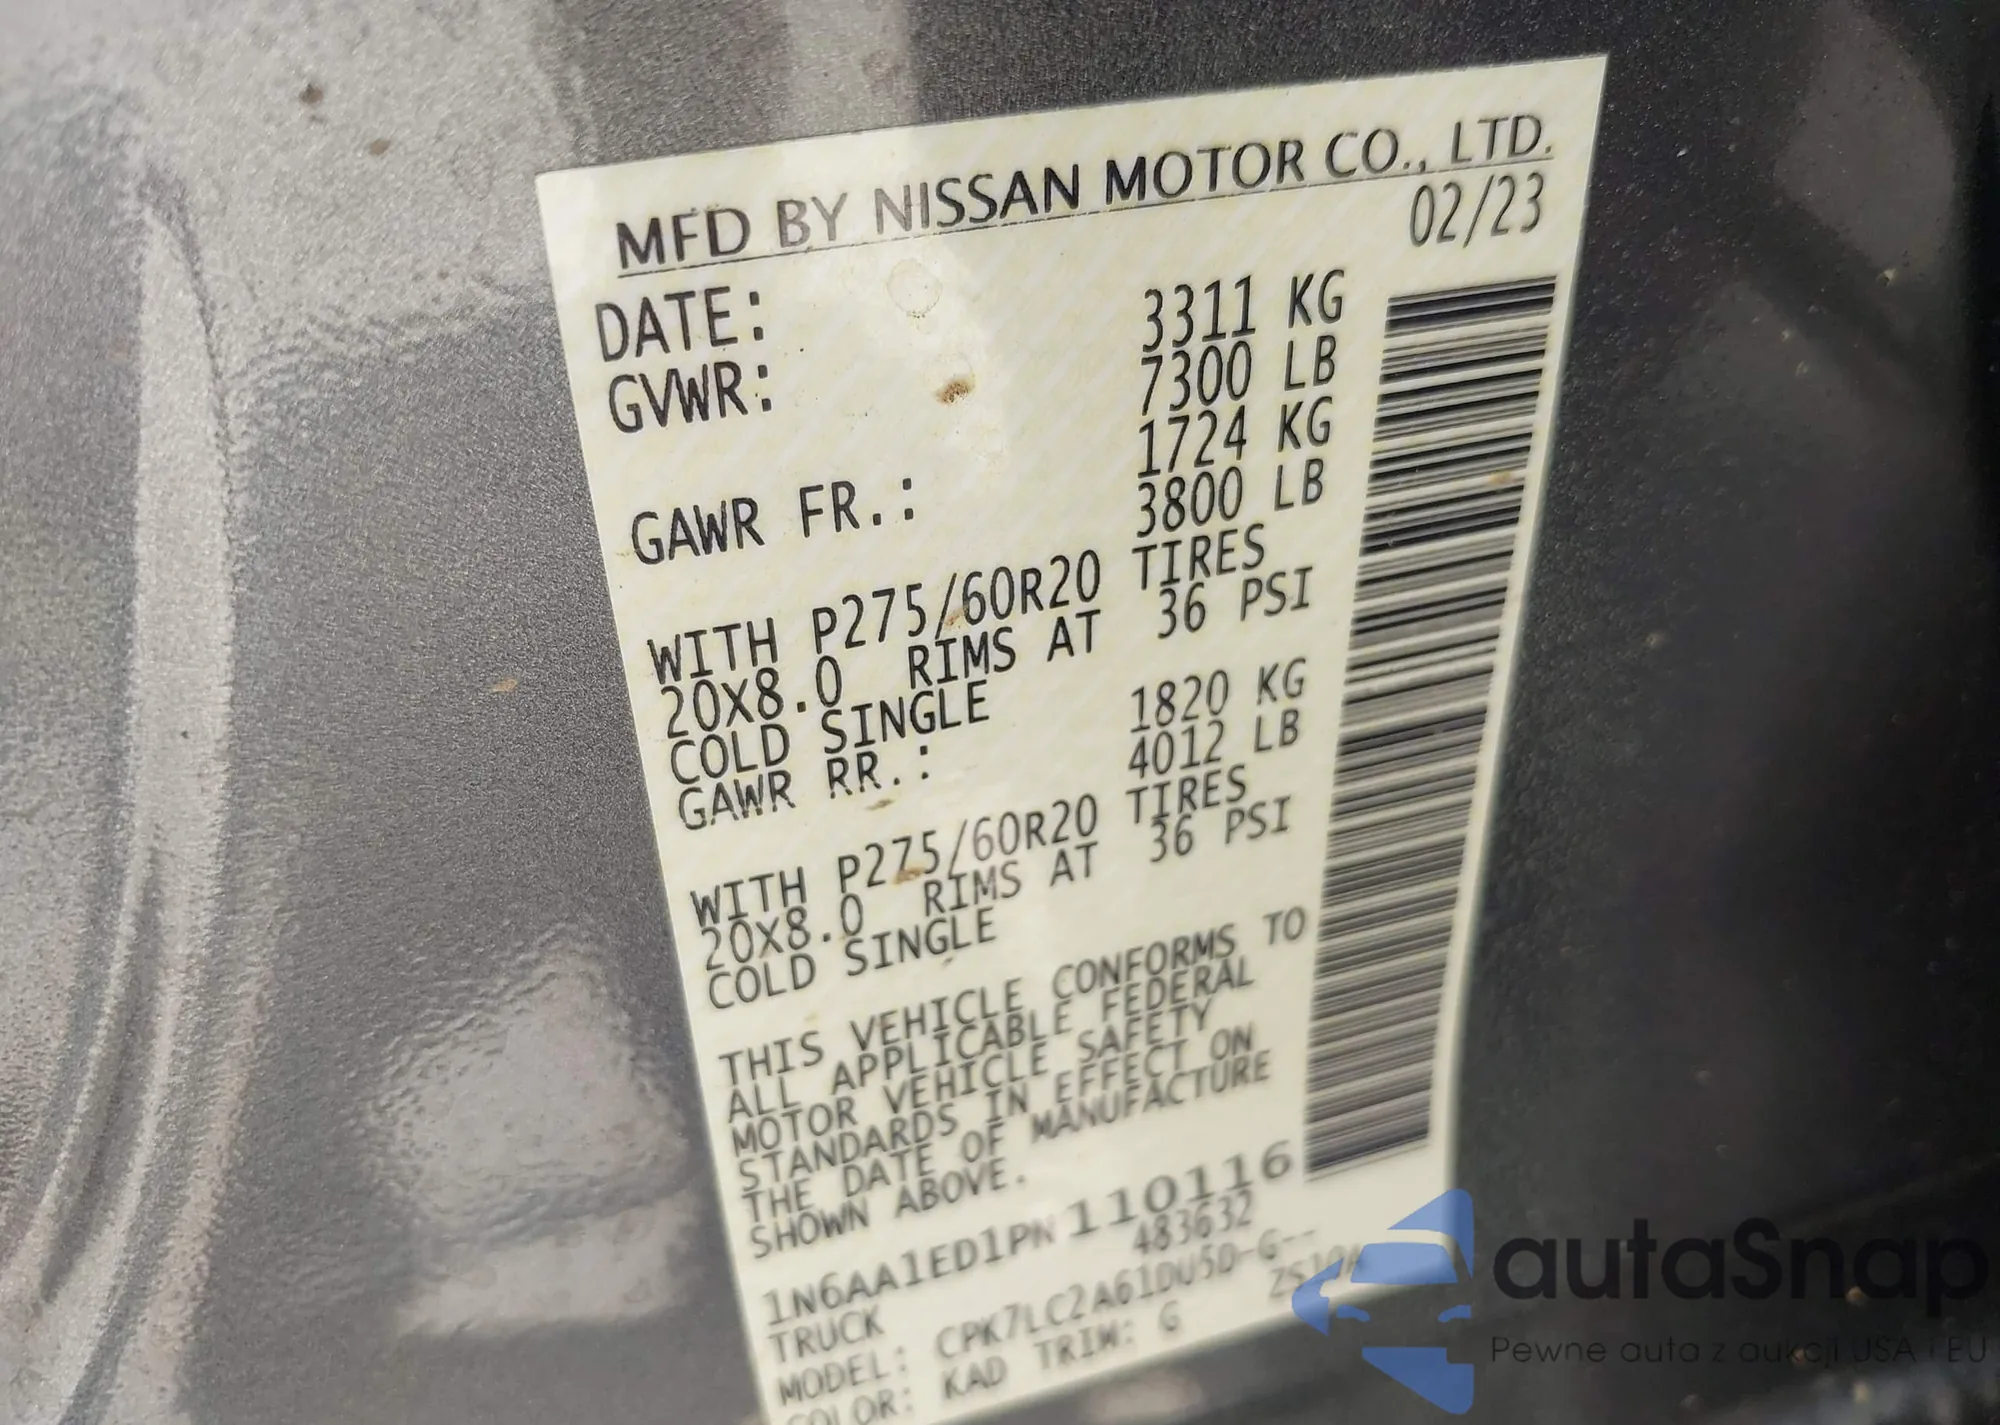 MFD BY NISSAN MOTOR CO., LTD.
DATE: 02/23
GVWR: 3311 KG
7300 LB
GAWR FR.: 1724 KG
3800 LB
WITH P275/60R20 TIRES
20X8.0 RIMS AT 36 PSI
COLD SINGLE
GAWR RR.: 1820 KG
4012 LB
WITH P275/60R20 TIRES
20X8.0 RIMS AT 36 PSI
COLD SINGLE
THIS VEHICLE CONFORMS TO
ALL APPLICABLE FEDERAL
MOTOR VEHICLE SAFETY
STANDARDS IN EFFECT ON
THE DATE OF MANUFACTURE
SHOWN ABOVE.
1N6AA1ED1PN110116
TRUCK 483632
MODEL: CPK7LC2A61DU5D-G--
COLOR: KAD TRIM: G
autaSnap
Pewne auta z aukcji USA i EU